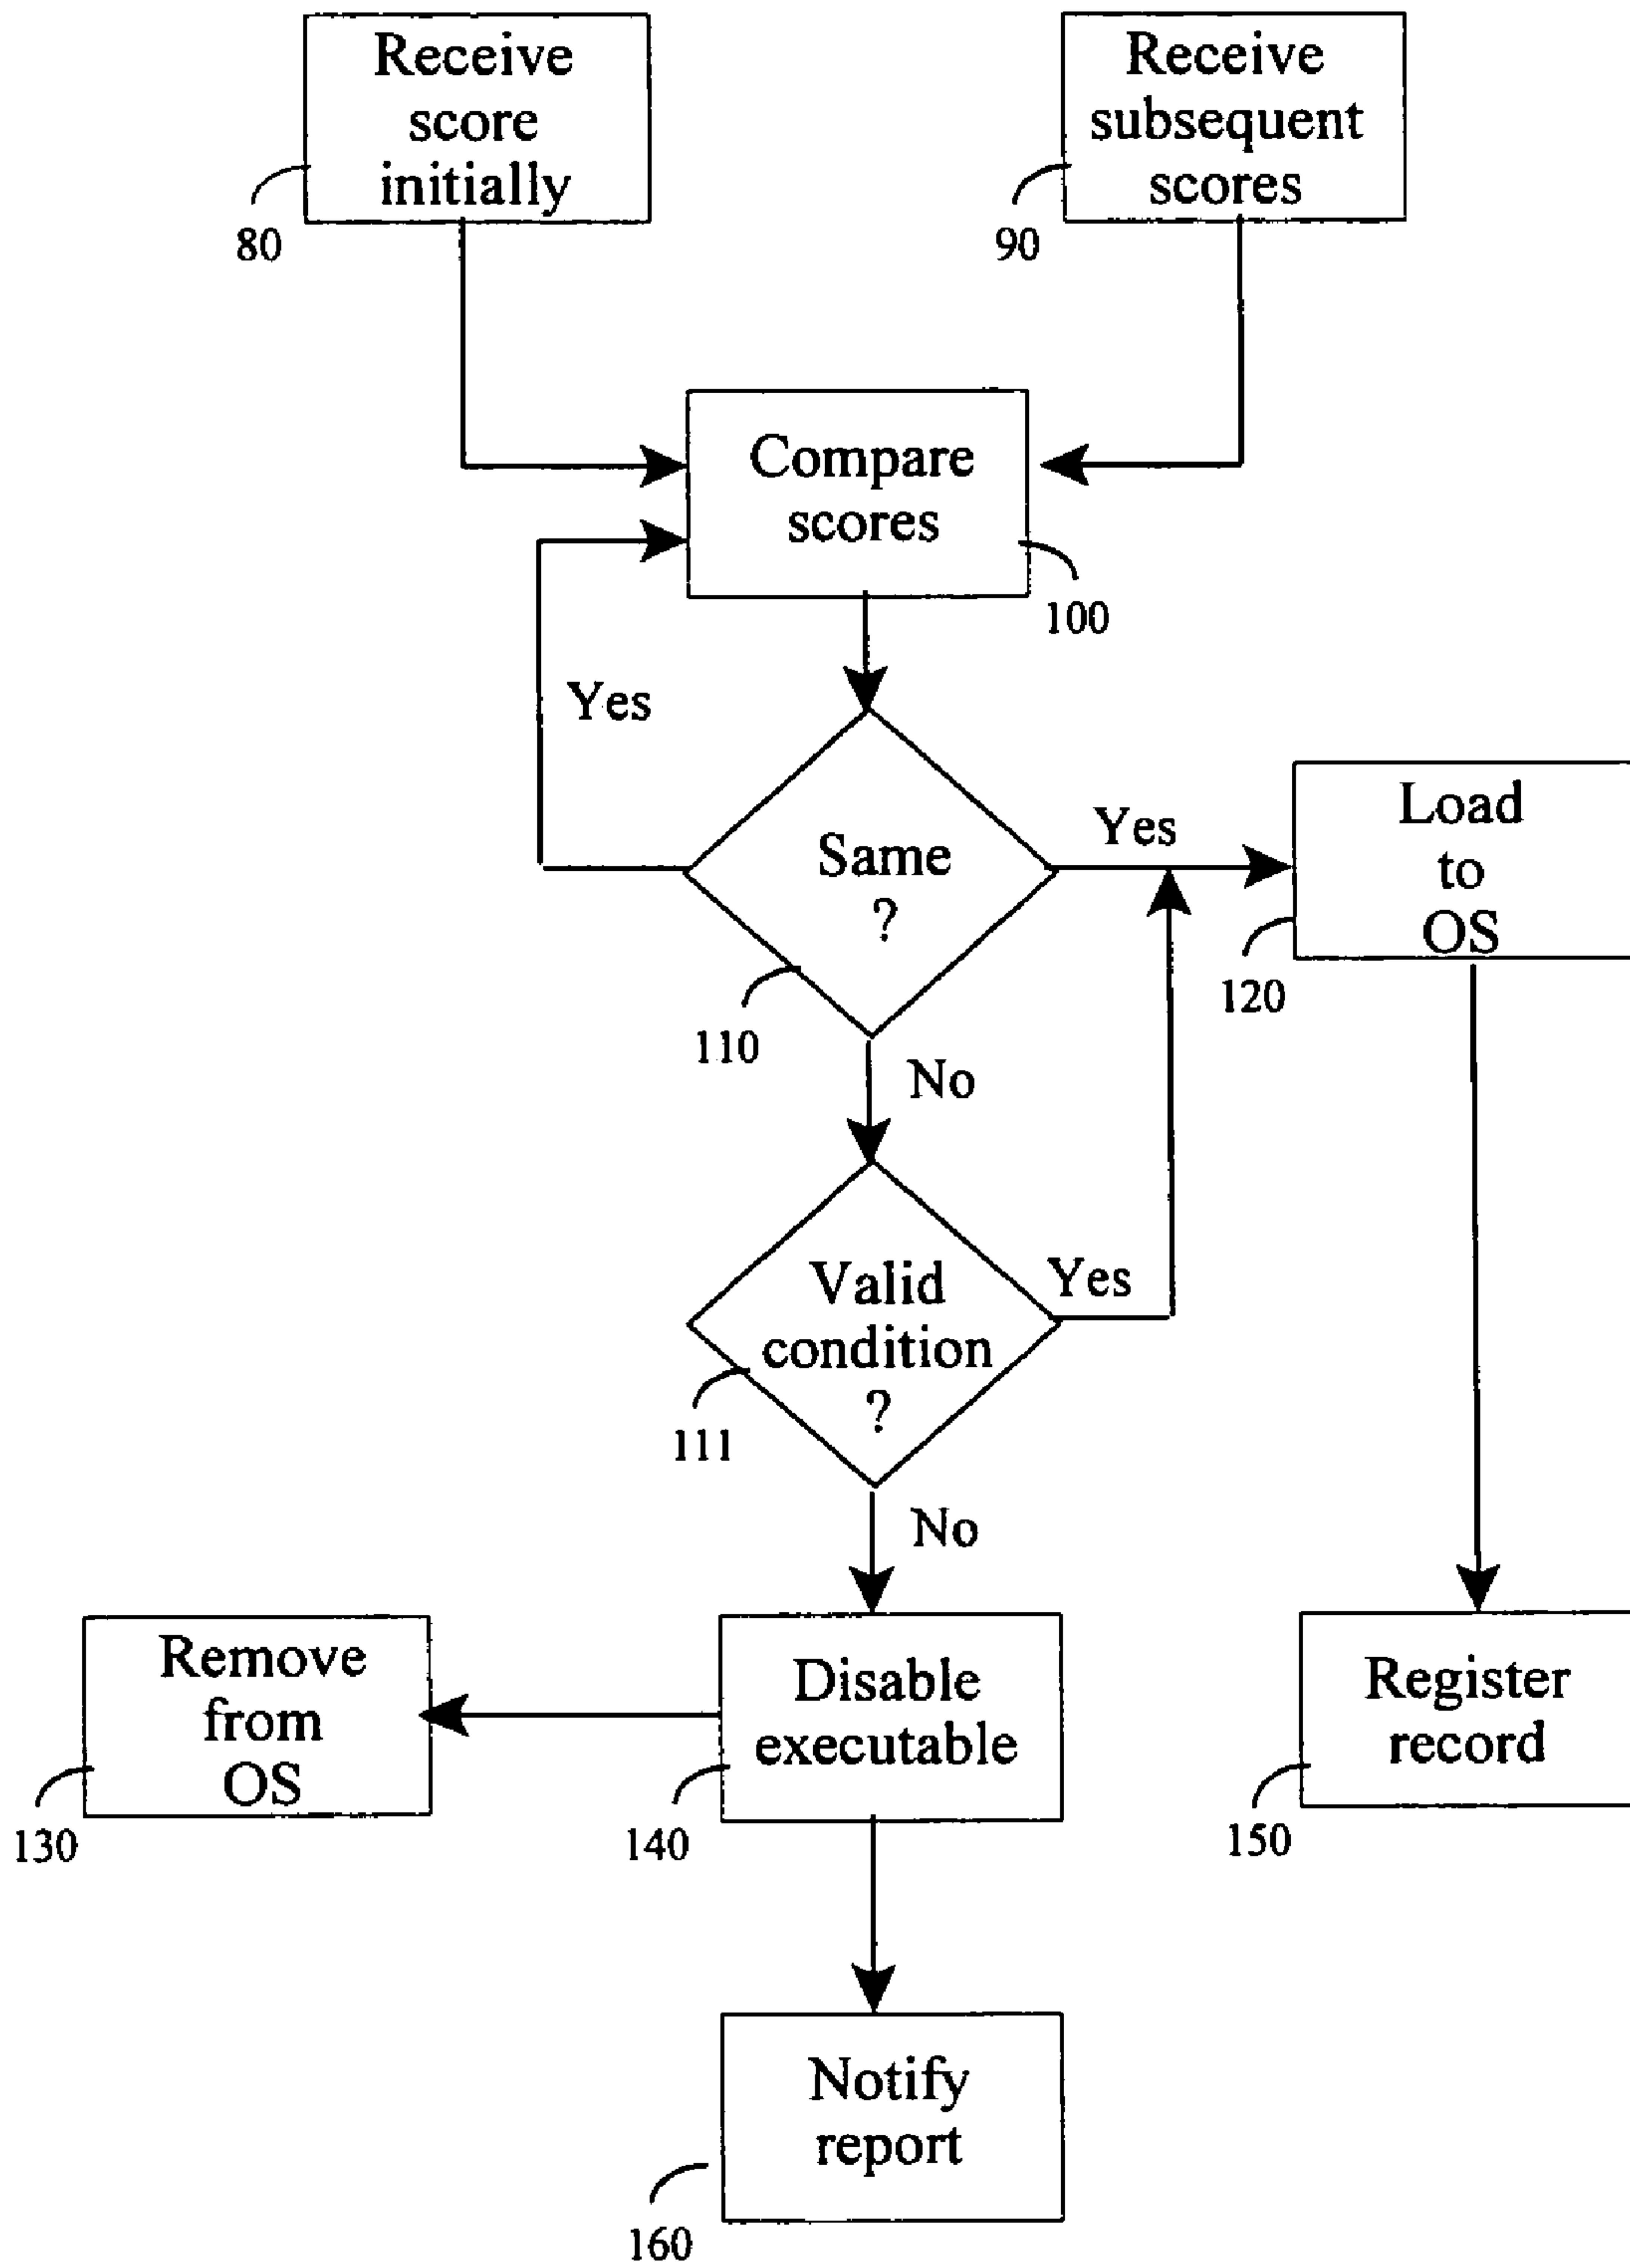 Receive
score
initially
80
Receive
subsequent
scores
90
Compare
scores
100
Yes
Same
?
110
Yes
Load
to
OS
120
No
Valid
condition
?
111
Yes
No
Remove
from
OS
130
Disable
executable
140
Register
record
150
Notify
report
160